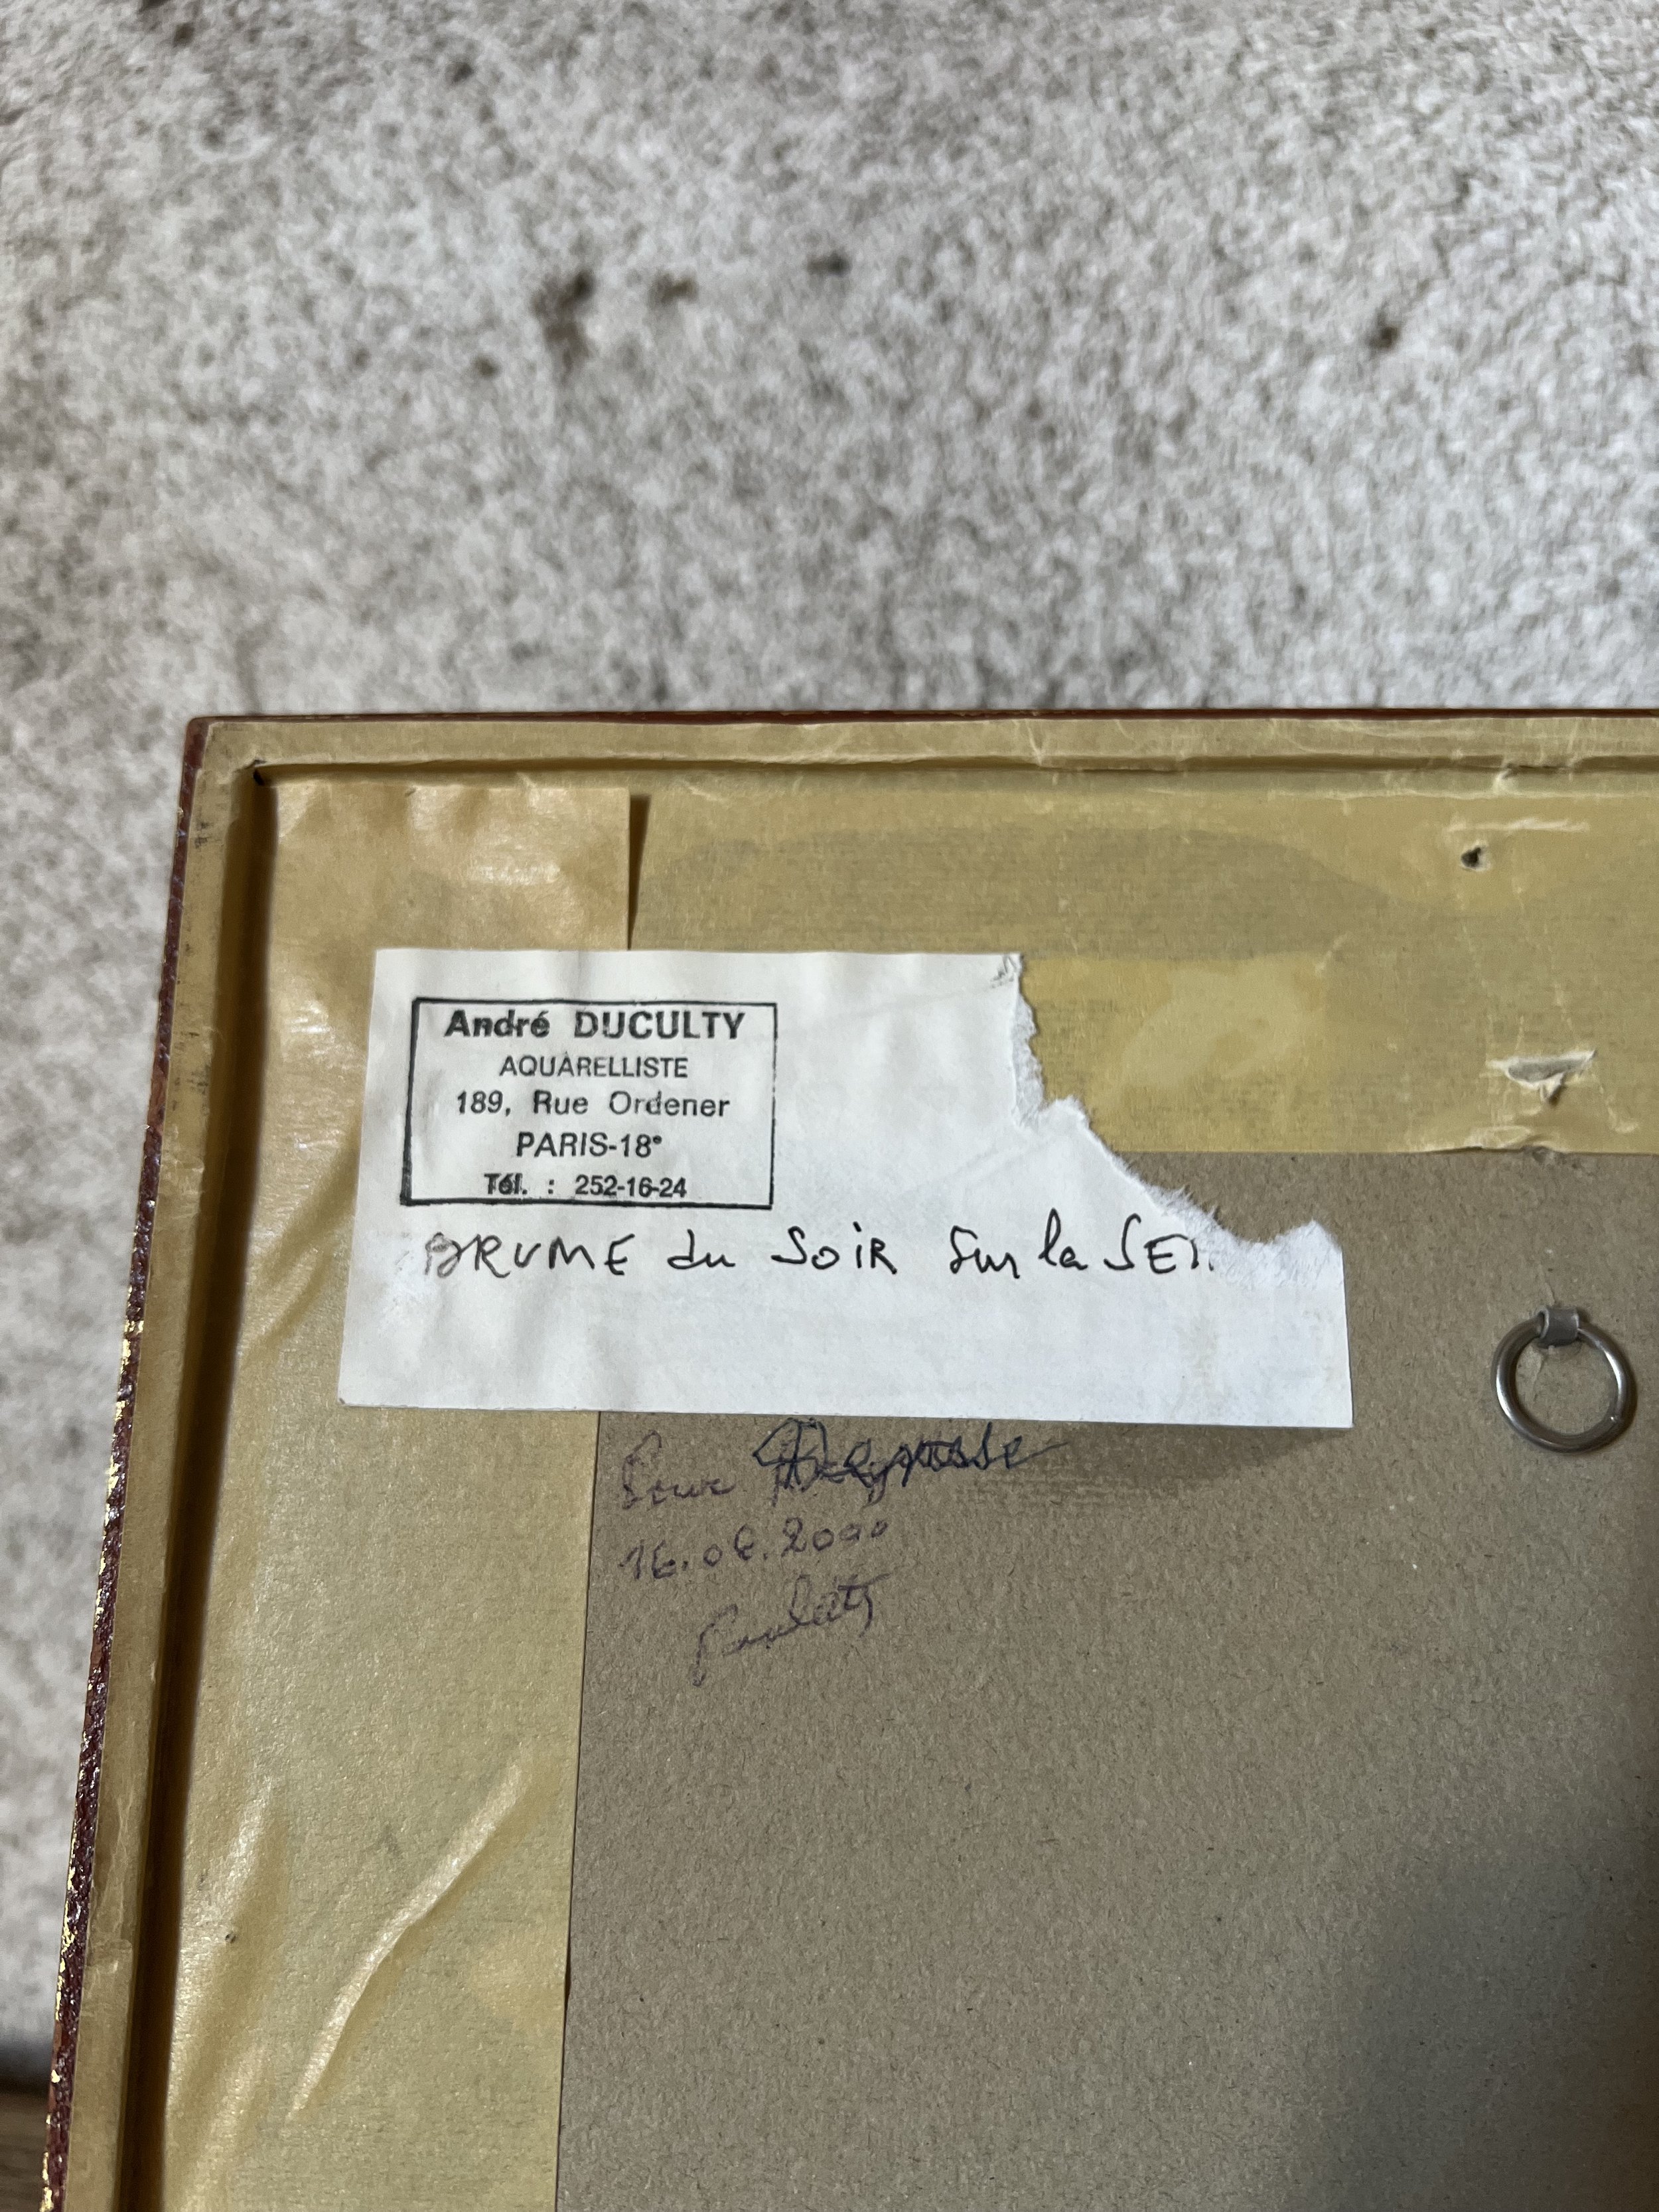 André DUCULTY
AQUARELLISTE
189, Rue Ordener
PARIS-18e
Tél. : 252-16-24
BRUME du SOIR Sur la SEI
Pour
16.06.2000